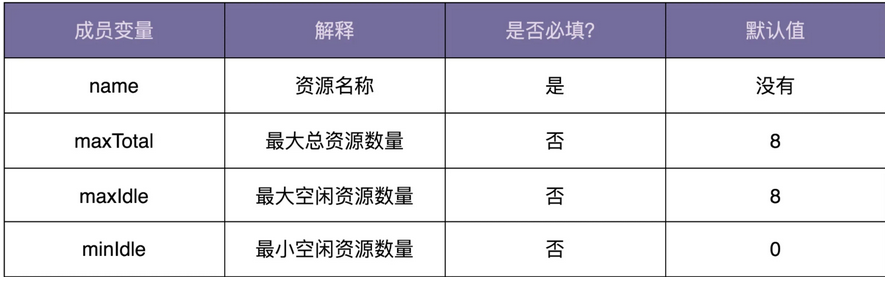 成员变量 解释 是否必填? 默认值
name 资源名称 是 没有
maxTotal 最大总资源数量 否 8
maxIdle 最大空闲资源数量 否 8
minIdle 最小空闲资源数量 否 0